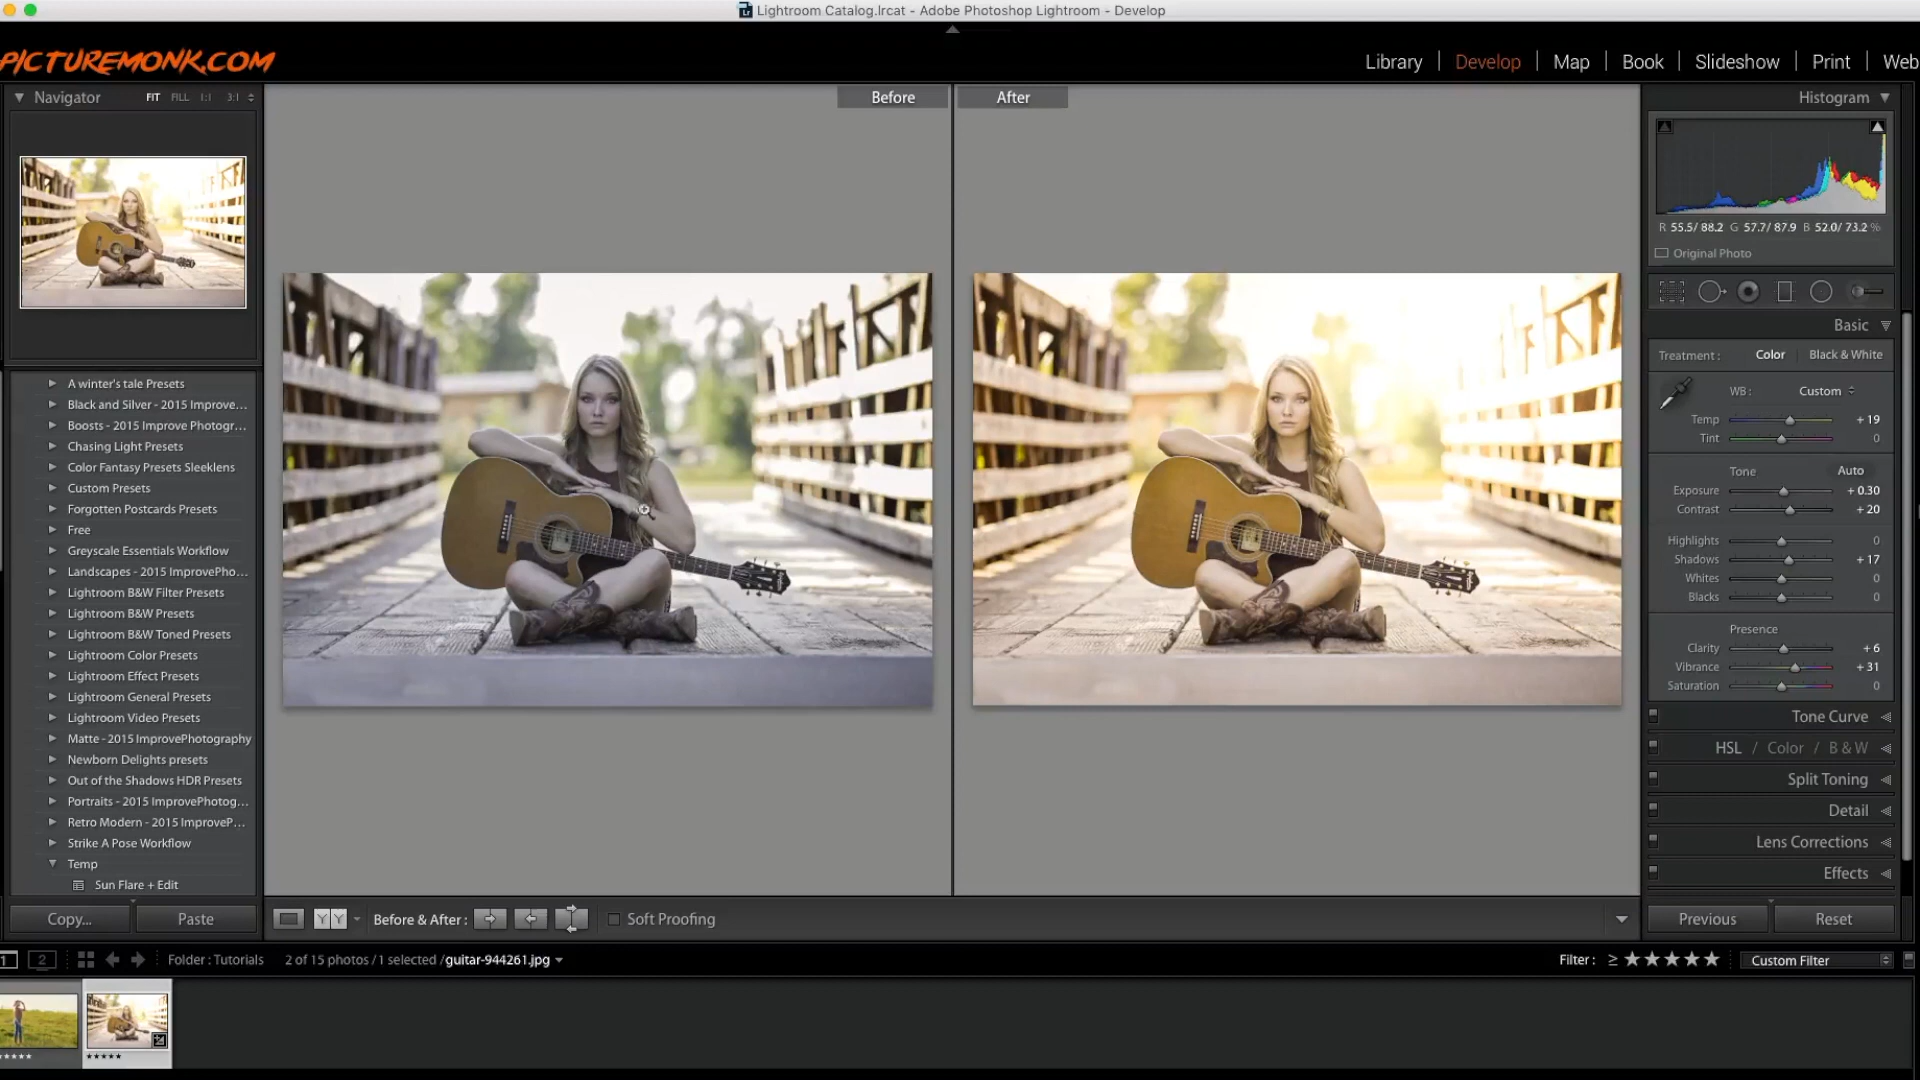 Lightroom Catalog.lrcat - Adobe Photoshop Lightroom - Develop
PICTUREMONK.COM
Library | Develop | Map | Book | Slideshow | Print | Web
Navigator FIT FILL 1:1 3:1
Before
After
Histogram
R 55.5/ 88.2 G 57.7/ 87.9 B 52.0/ 73.2 %
Original Photo
Basic
Treatment : Color Black & White
WB : Custom
Temp + 19
Tint 0
Tone Auto
Exposure + 0.30
Contrast + 20
Highlights 0
Shadows + 17
Whites 0
Blacks 0
Presence
Clarity + 6
Vibrance + 31
Saturation 0
Tone Curve
HSL / Color / B & W
Split Toning
Detail
Lens Corrections
Effects
Previous Reset
A winter's tale Presets
Black and Silver - 2015 Improve...
Boosts - 2015 Improve Photogr...
Chasing Light Presets
Color Fantasy Presets Sleeklens
Custom Presets
Forgotten Postcards Presets
Free
Greyscale Essentials Workflow
Landscapes - 2015 ImprovePho...
Lightroom B&W Filter Presets
Lightroom B&W Presets
Lightroom B&W Toned Presets
Lightroom Color Presets
Lightroom Effect Presets
Lightroom General Presets
Lightroom Video Presets
Matte - 2015 ImprovePhotography
Newborn Delights presets
Out of the Shadows HDR Presets
Portraits - 2015 ImprovePhotog...
Retro Modern - 2015 ImproveP...
Strike A Pose Workflow
Temp
Sun Flare + Edit
Copy... Paste
YY Before & After : Soft Proofing
1 2 Folder : Tutorials 2 of 15 photos / 1 selected / guitar-944261.jpg
Filter : ≥ ★★★★★ Custom Filter